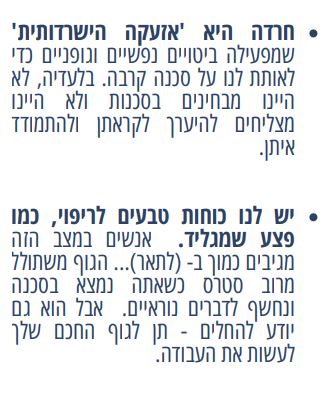 • חרדה היא 'אזעקה הישרדותית'
שמפעילה ביטויים נפשיים וגופניים כדי
לאותת לנו על סכנה קרבה. בלעדיה, לא
היינו מבחינים בסכנות ולא היינו
מצליחים להיערך לקראתן ולהתמודד
איתן.
• יש לנו כוחות טבעים לריפוי, כמו
פצע שמגליד. אנשים במצב הזה
מגיבים כמוך ב- (לתאר)... הגוף משתולל
מרוב סטרס כשאתה נמצא בסכנה
ונחשף לדברים נוראיים. אבל הוא גם
יודע להחלים - תן לגוף החכם שלך
לעשות את העבודה.